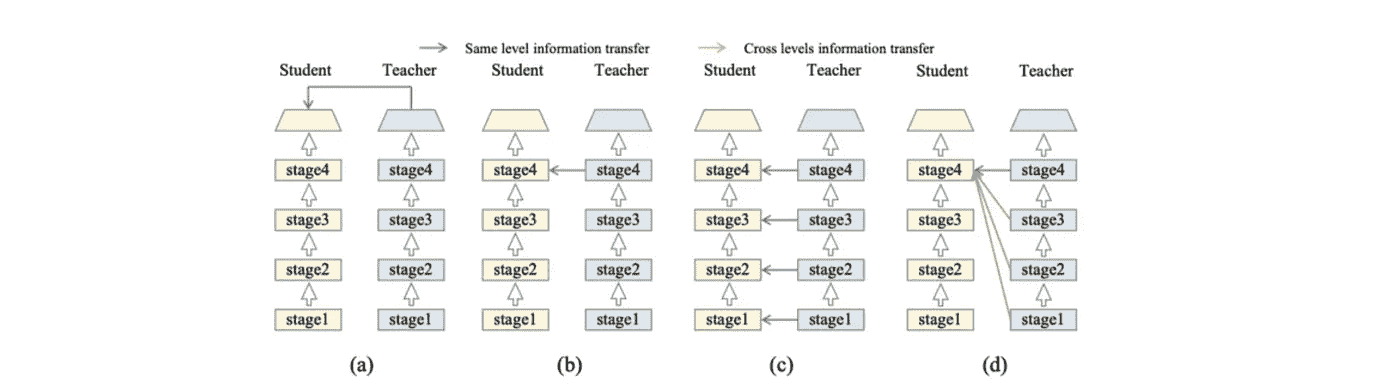 Same level information transfer Cross levels information transfer
Student Teacher Student Teacher Student Teacher Student Teacher
stage4 stage4 stage4 stage4 stage4 stage4 stage4 stage4
stage3 stage3 stage3 stage3 stage3 stage3 stage3 stage3
stage2 stage2 stage2 stage2 stage2 stage2 stage2 stage2
stage1 stage1 stage1 stage1 stage1 stage1 stage1 stage1
(a) (b) (c) (d)